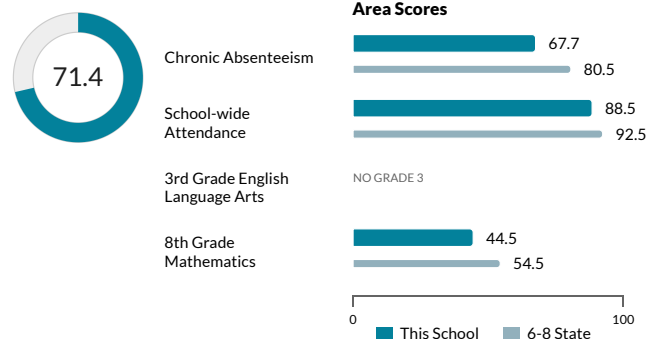 Area Scores
71.4
Chronic Absenteeism
67.7
80.5
School-wide
Attendance
88.5
92.5
3rd Grade English
Language Arts
NO GRADE 3
8th Grade
Mathematics
44.5
54.5
0
100
This School
6-8 State